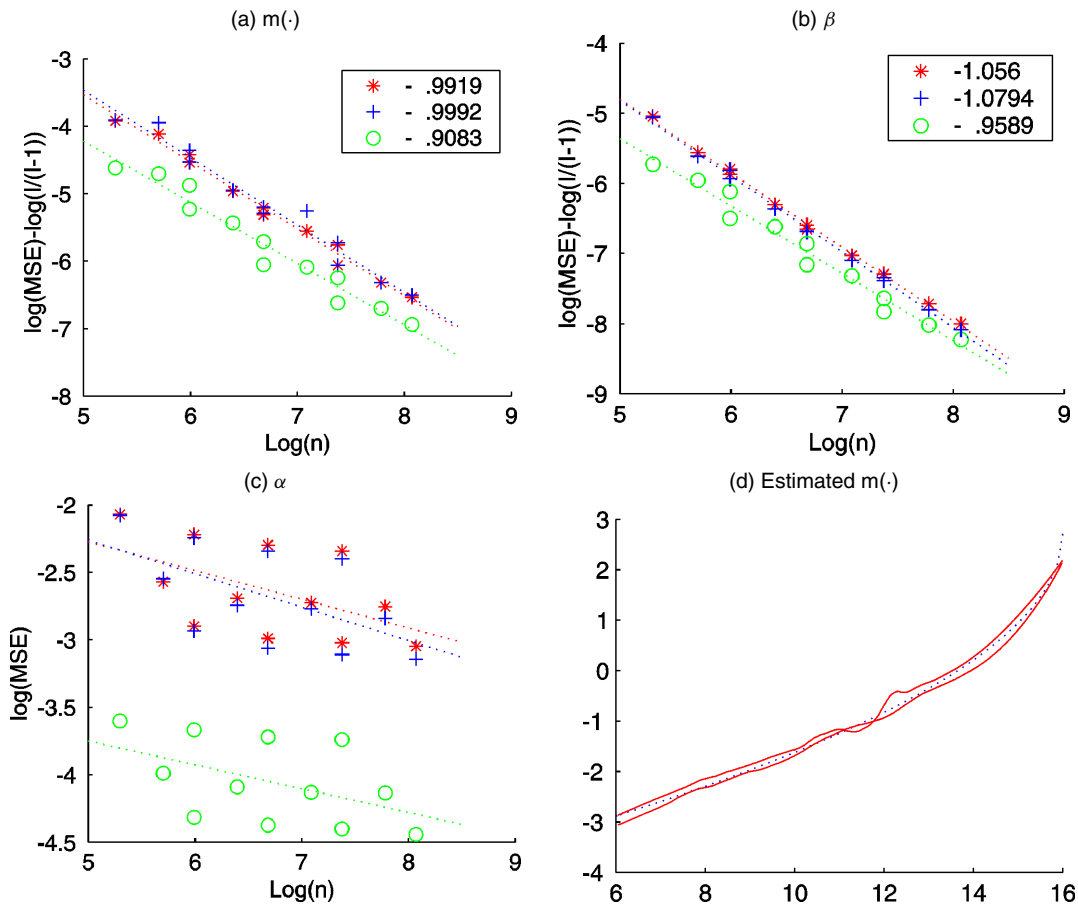 (a) m(·)
log(MSE)-log(I/(I-1))
-3
-4
-5
-6
-7
-8
5 6 7 8 9
Log(n)
- .9919
- .9992
- .9083
(b) β
log(MSE)-log(I/(I-1))
-4
-5
-6
-7
-8
-9
5 6 7 8 9
Log(n)
-1.056
-1.0794
- .9589
(c) α
log(MSE)
-2
-2.5
-3
-3.5
-4
-4.5
5 6 7 8 9
Log(n)
(d) Estimated m(·)
3
2
1
0
-1
-2
-3
-4
6 8 10 12 14 16